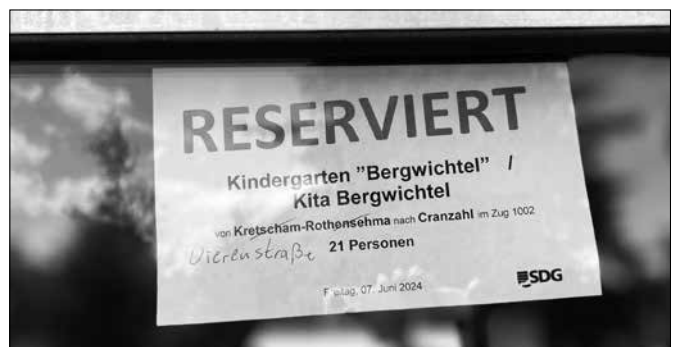 RESERVIERT
Kindergarten "Bergwichtel" /
Kita Bergwichtel
von Kretscham-Rothensehma nach Cranzahl im Zug 1002
Vierenstraße 21 Personen
Freitag, 07. Juni 2024
SDG